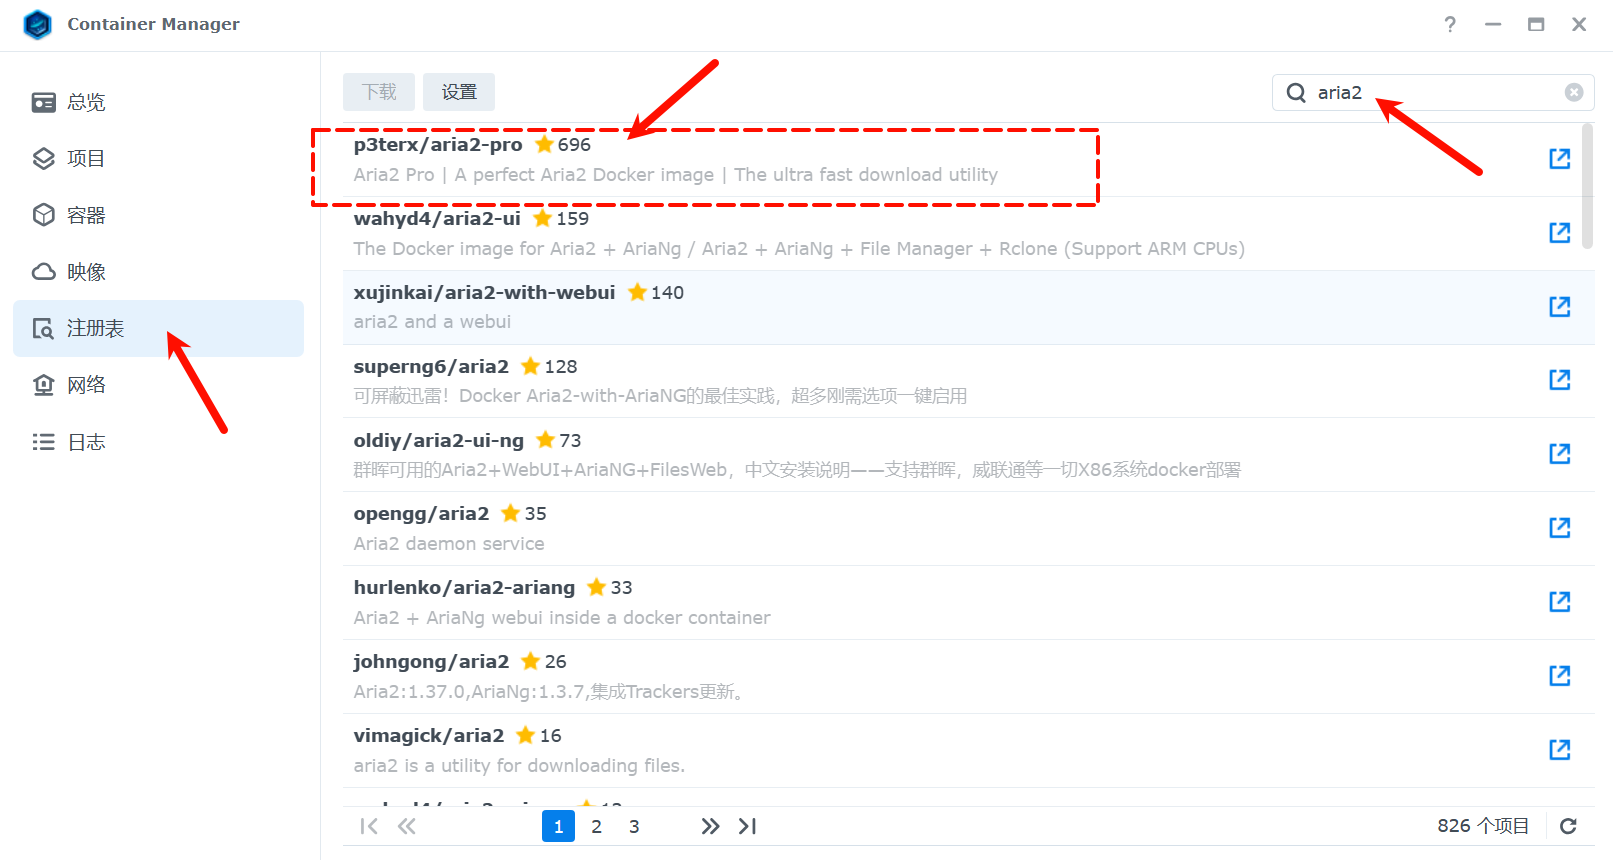 Container Manager
总览
项目
容器
映像
注册表
网络
日志
下载 设置
aria2
p3terx/aria2-pro 696
Aria2 Pro | A perfect Aria2 Docker image | The ultra fast download utility
wahyd4/aria2-ui 159
The Docker image for Aria2 + AriaNg / Aria2 + AriaNg + File Manager + Rclone (Support ARM CPUs)
xujinkai/aria2-with-webui 140
aria2 and a webui
superng6/aria2 128
可屏蔽迅雷！Docker Aria2-with-AriaNG的最佳实践，超多刚需选项一键启用
oldiy/aria2-ui-ng 73
群晖可用的Aria2+WebUI+AriaNG+FilesWeb，中文安装说明——支持群晖，威联通等一切X86系统docker部署
opengg/aria2 35
Aria2 daemon service
hurlenko/aria2-ariang 33
Aria2 + AriaNg webui inside a docker container
johngong/aria2 26
Aria2:1.37.0,AriaNg:1.3.7,集成Trackers更新。
vimagick/aria2 16
aria2 is a utility for downloading files.
1 2 3
826 个项目